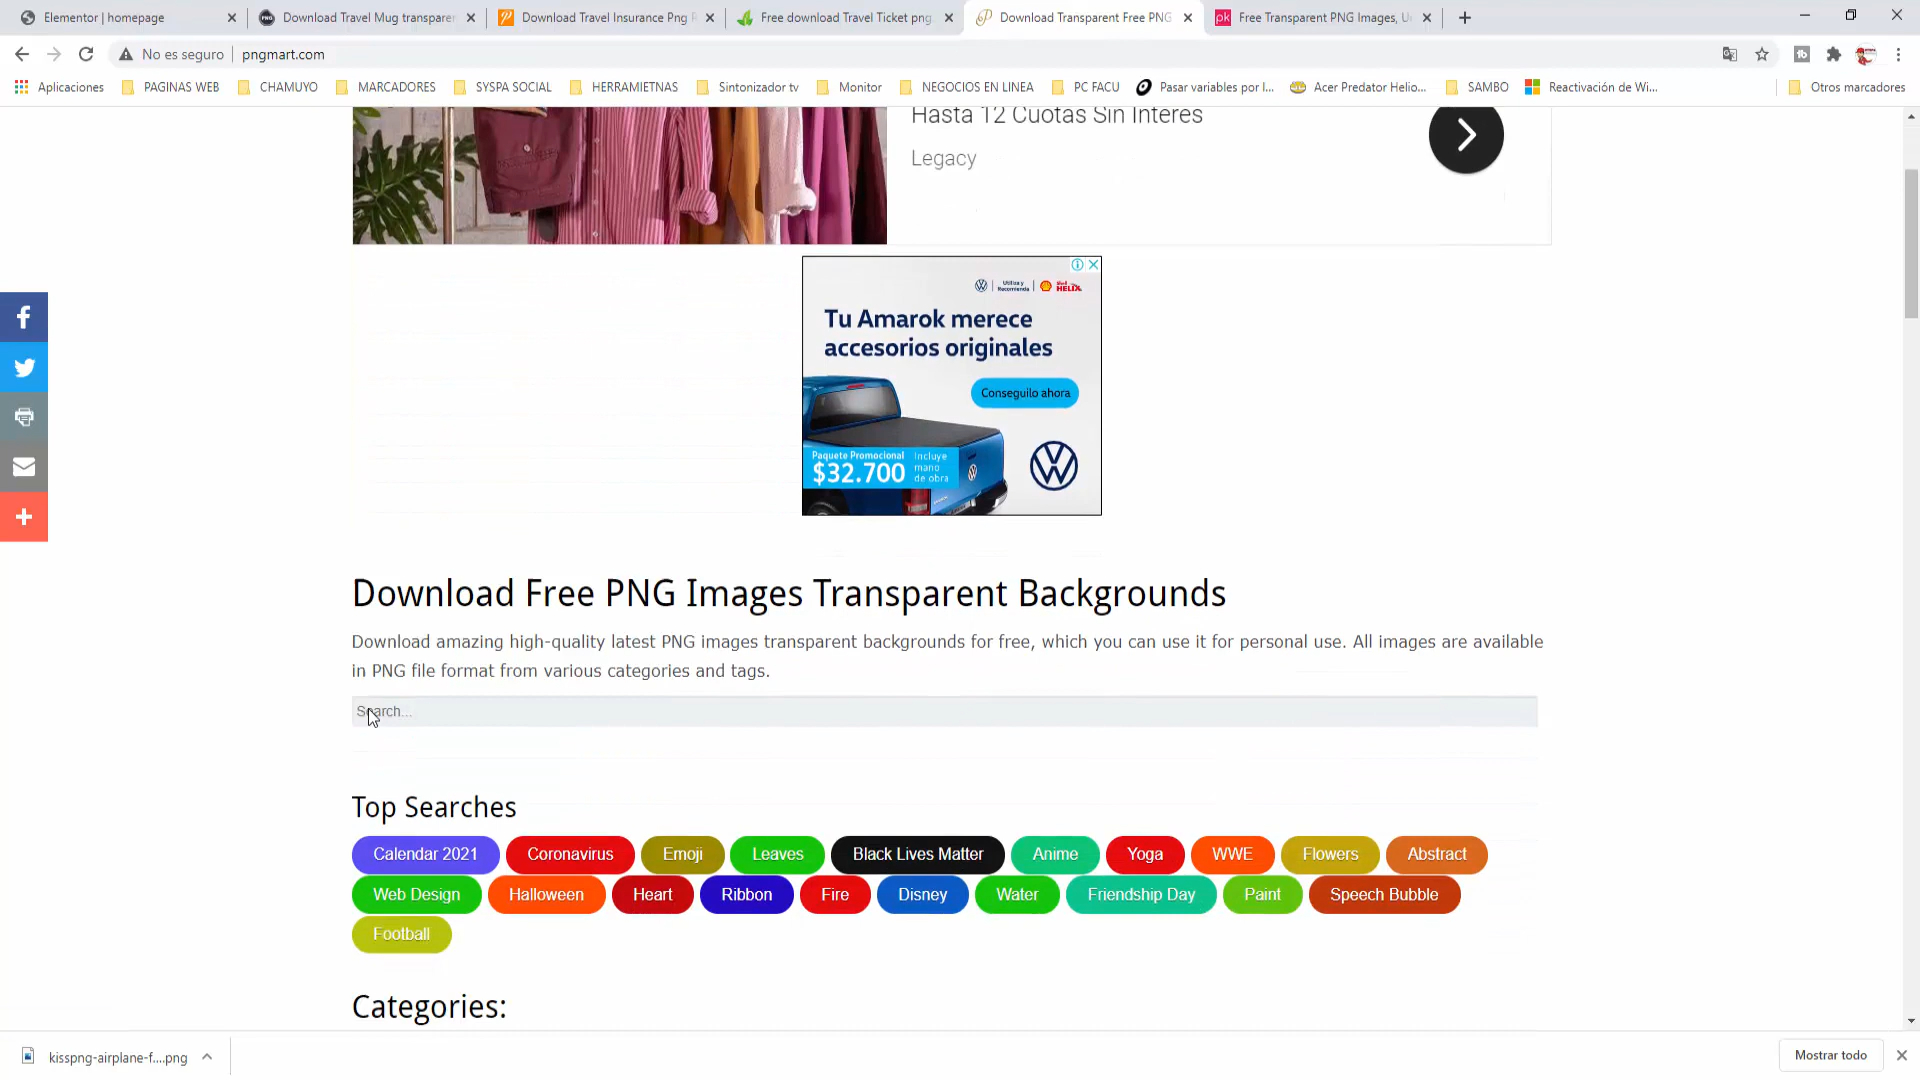 Elementor | homepage
Download Travel Mug transparen
Download Travel Insurance Png R
Free download Travel Ticket png
Download Transparent Free PNG
Free Transparent PNG Images, U
No es seguro
pngmart.com
Aplicaciones
PAGINAS WEB
CHAMUYO
MARCADORES
SYSPA SOCIAL
HERRAMIETNAS
Sintonizador tv
Monitor
NEGOCIOS EN LINEA
PC FACU
Pasar variables por l...
Acer Predator Helio...
SAMBO
Reactivación de Wi...
Otros marcadores
Hasta 12 Cuotas Sin Interes
Legacy
Utiliza y
Recomienda
HELIX
Tu Amarok merece
accesorios originales
Conseguilo ahora
Paquete Promocional
$32.700
Incluye
mano
de obra
Download Free PNG Images Transparent Backgrounds
Download amazing high-quality latest PNG images transparent backgrounds for free, which you can use it for personal use. All images are available
in PNG file format from various categories and tags.
Search...
Top Searches
Calendar 2021
Coronavirus
Emoji
Leaves
Black Lives Matter
Anime
Yoga
WWE
Flowers
Abstract
Web Design
Halloween
Heart
Ribbon
Fire
Disney
Water
Friendship Day
Paint
Speech Bubble
Football
Categories:
kisspng-airplane-f....png
Mostrar todo